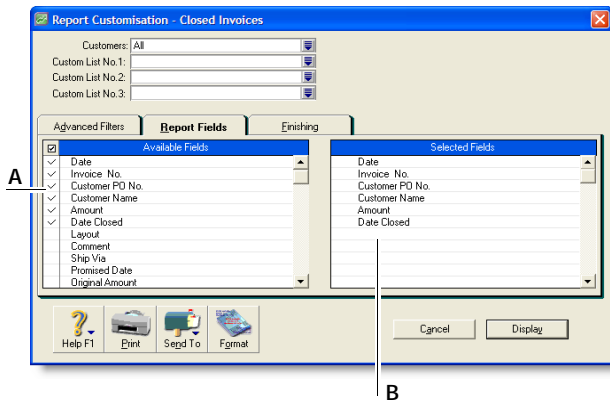 Report Customisation - Closed Invoices
Customers: All
Custom List No.1:
Custom List No.2:
Custom List No.3:
Advanced Filters Report Fields Finishing
Available Fields Selected Fields
Date Date
Invoice No. Invoice No.
Customer PO No. Customer PO No.
Customer Name Customer Name
Amount Amount
Date Closed Date Closed
Layout
Comment
Ship Via
Promised Date
Original Amount
A
Help F1 Print Send To Format Cancel Display
B